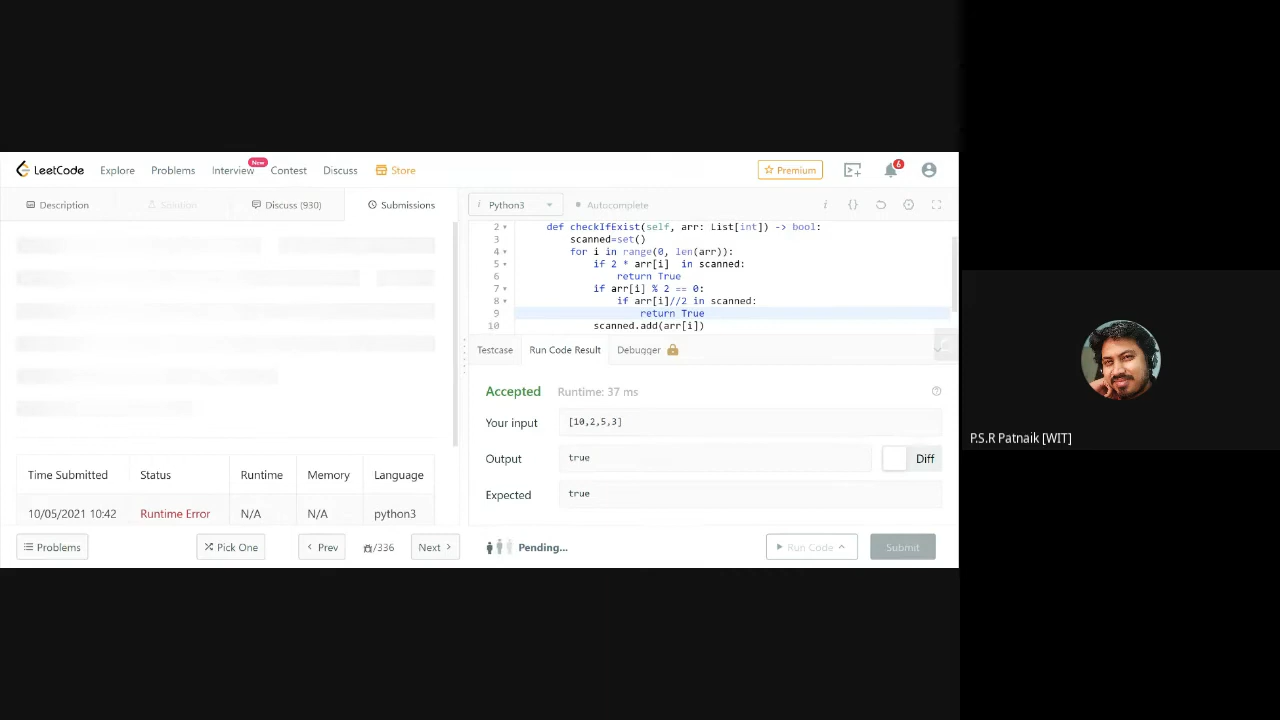 LeetCode Explore Problems Interview New Contest Discuss Store Premium 6
Description Solution Discuss (930) Submissions
i Python3 Autocomplete i {}
2 def checkIfExist(self, arr: List[int]) -> bool:
3 scanned=set()
4 for i in range(0, len(arr)):
5 if 2 * arr[i]  in scanned:
6 return True
7 if arr[i] % 2 == 0:
8 if arr[i]//2 in scanned:
9 return True
10 scanned.add(arr[i])
Testcase Run Code Result Debugger
Accepted Runtime: 37 ms
Your input [10,2,5,3]
Output true Diff
Expected true
Time Submitted Status Runtime Memory Language
10/05/2021 10:42 Runtime Error N/A N/A python3
Problems Pick One Prev /336 Next Pending... Run Code Submit
P.S.R Patnaik [WIT]